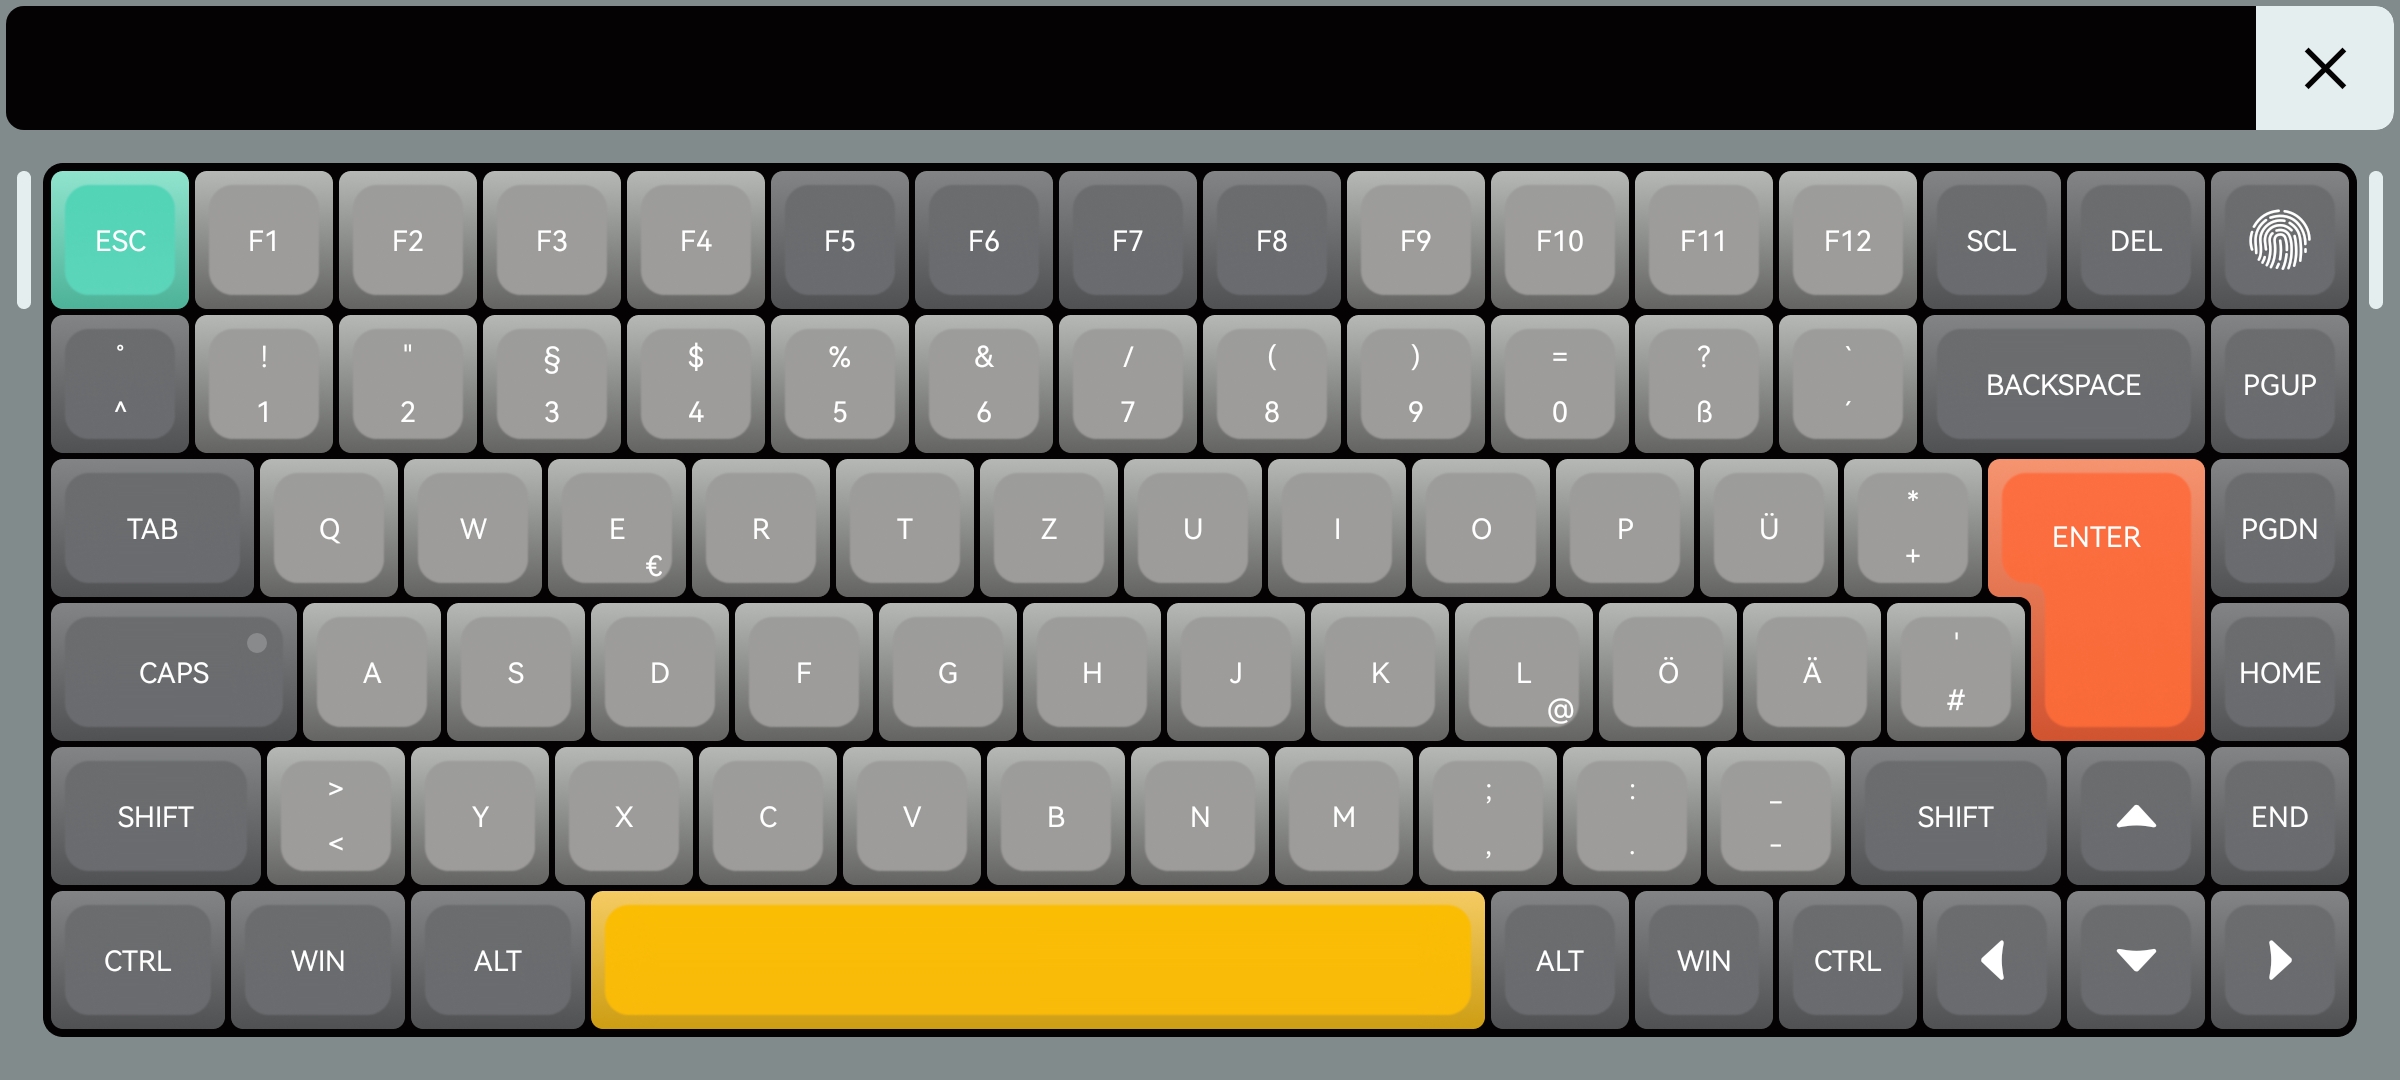 ESC F1 F2 F3 F4 F5 F6 F7 F8 F9 F10 F11 F12 SCL DEL
° ! " § $ % & / ( ) = ? ` BACKSPACE PGUP
^ 1 2 3 4 5 6 7 8 9 0 ß ´
TAB Q W E € R T Z U I O P Ü * + ENTER PGDN
CAPS A S D F G H J K L @ Ö Ä ' # HOME
SHIFT > < Y X C V B N M ; , : . _ - SHIFT END
CTRL WIN ALT ALT WIN CTRL